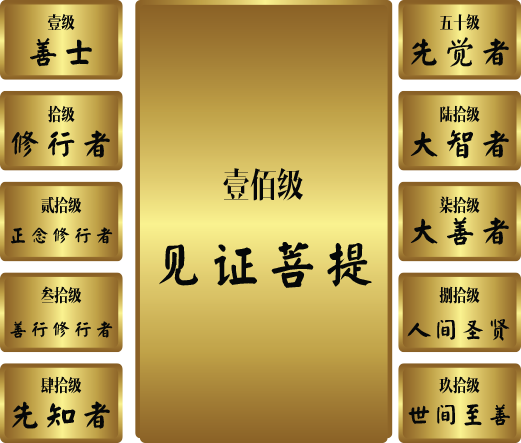 壹级
善士
拾级
修行者
贰拾级
正念修行者
叁拾级
善行修行者
肆拾级
先知者
壹佰级
见证菩提
五十级
先觉者
陆拾级
大智者
柒拾级
大善者
捌拾级
人间圣贤
玖拾级
世间至善